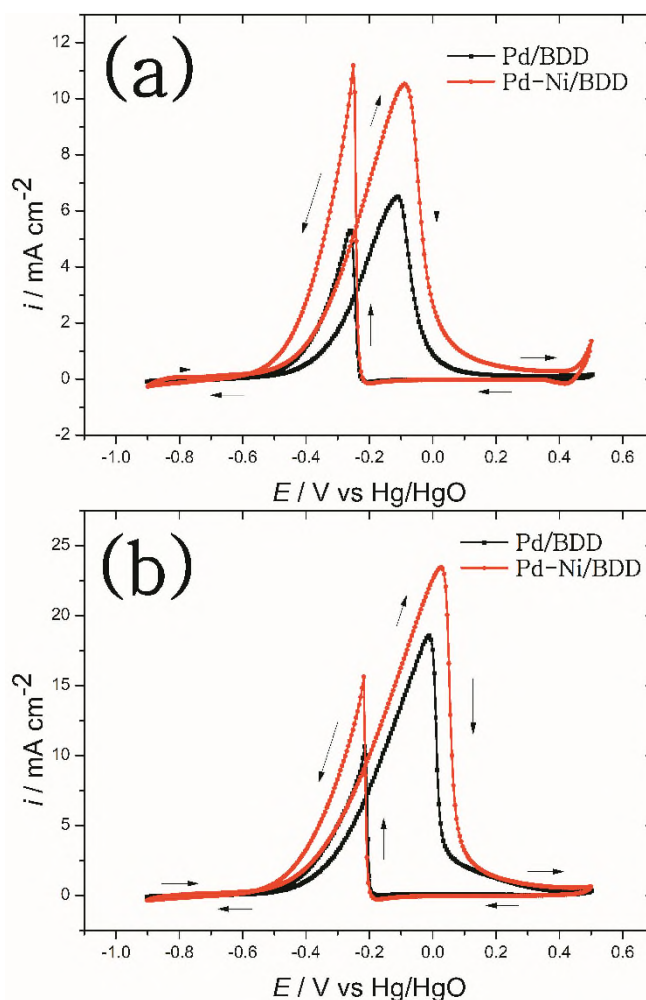 (a)
Pd/BDD
Pd-Ni/BDD
12
10
8
6
4
2
0
-2
i / mA cm-2
-1.0 -0.8 -0.6 -0.4 -0.2 0.0 0.2 0.4 0.6
E / V vs Hg/HgO
(b)
Pd/BDD
Pd-Ni/BDD
25
20
15
10
5
0
i / mA cm-2
-1.0 -0.8 -0.6 -0.4 -0.2 0.0 0.2 0.4 0.6
E / V vs Hg/HgO